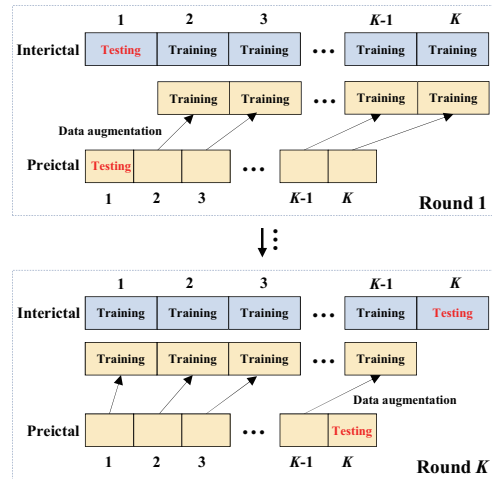 1 2 3 K-1 K
Interictal Testing Training Training ... Training Training
Training Training ... Training Training
Data augmentation
Preictal Testing ...
1 2 3 K-1 K
Round 1
1 2 3 K-1 K
Interictal Training Training Training ... Training Testing
Training Training Training ... Training
Data augmentation
Preictal ... Testing
1 2 3 K-1 K
Round K